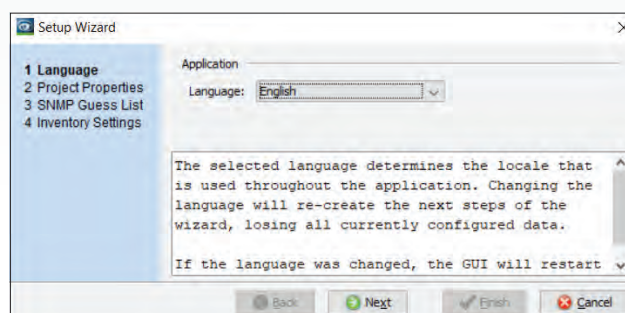 Setup Wizard
1 Language
2 Project Properties
3 SNMP Guess List
4 Inventory Settings
Application
Language: English
The selected language determines the locale that
is used throughout the application. Changing the
language will re-create the next steps of the
wizard, losing all currently configured data.
If the language was changed, the GUI will restart
Back Next Finish Cancel